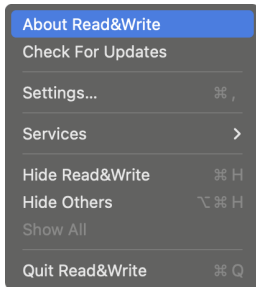 About Read&Write
Check For Updates
Settings... ⌘ ,
Services >
Hide Read&Write ⌘ H
Hide Others ⌥ ⌘ H
Show All
Quit Read&Write ⌘ Q